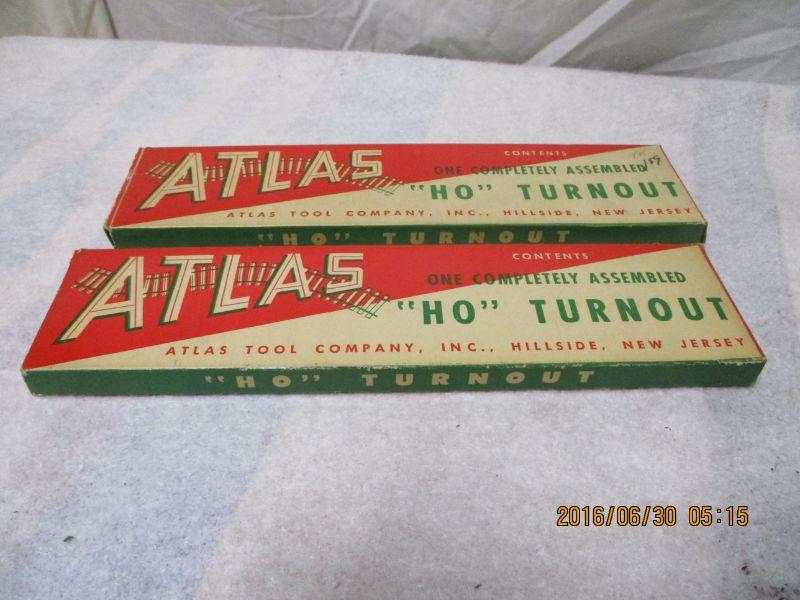 ATLAS
CONTENTS
ONE COMPLETELY ASSEMBLED
"HO" TURNOUT
ATLAS TOOL COMPANY, INC., HILLSIDE, NEW JERSEY
"HO" TURNOUT
ATLAS
CONTENTS
ONE COMPLETELY ASSEMBLED
"HO" TURNOUT
ATLAS TOOL COMPANY, INC., HILLSIDE, NEW JERSEY
"HO" TURNOUT
2016/06/30 05:15